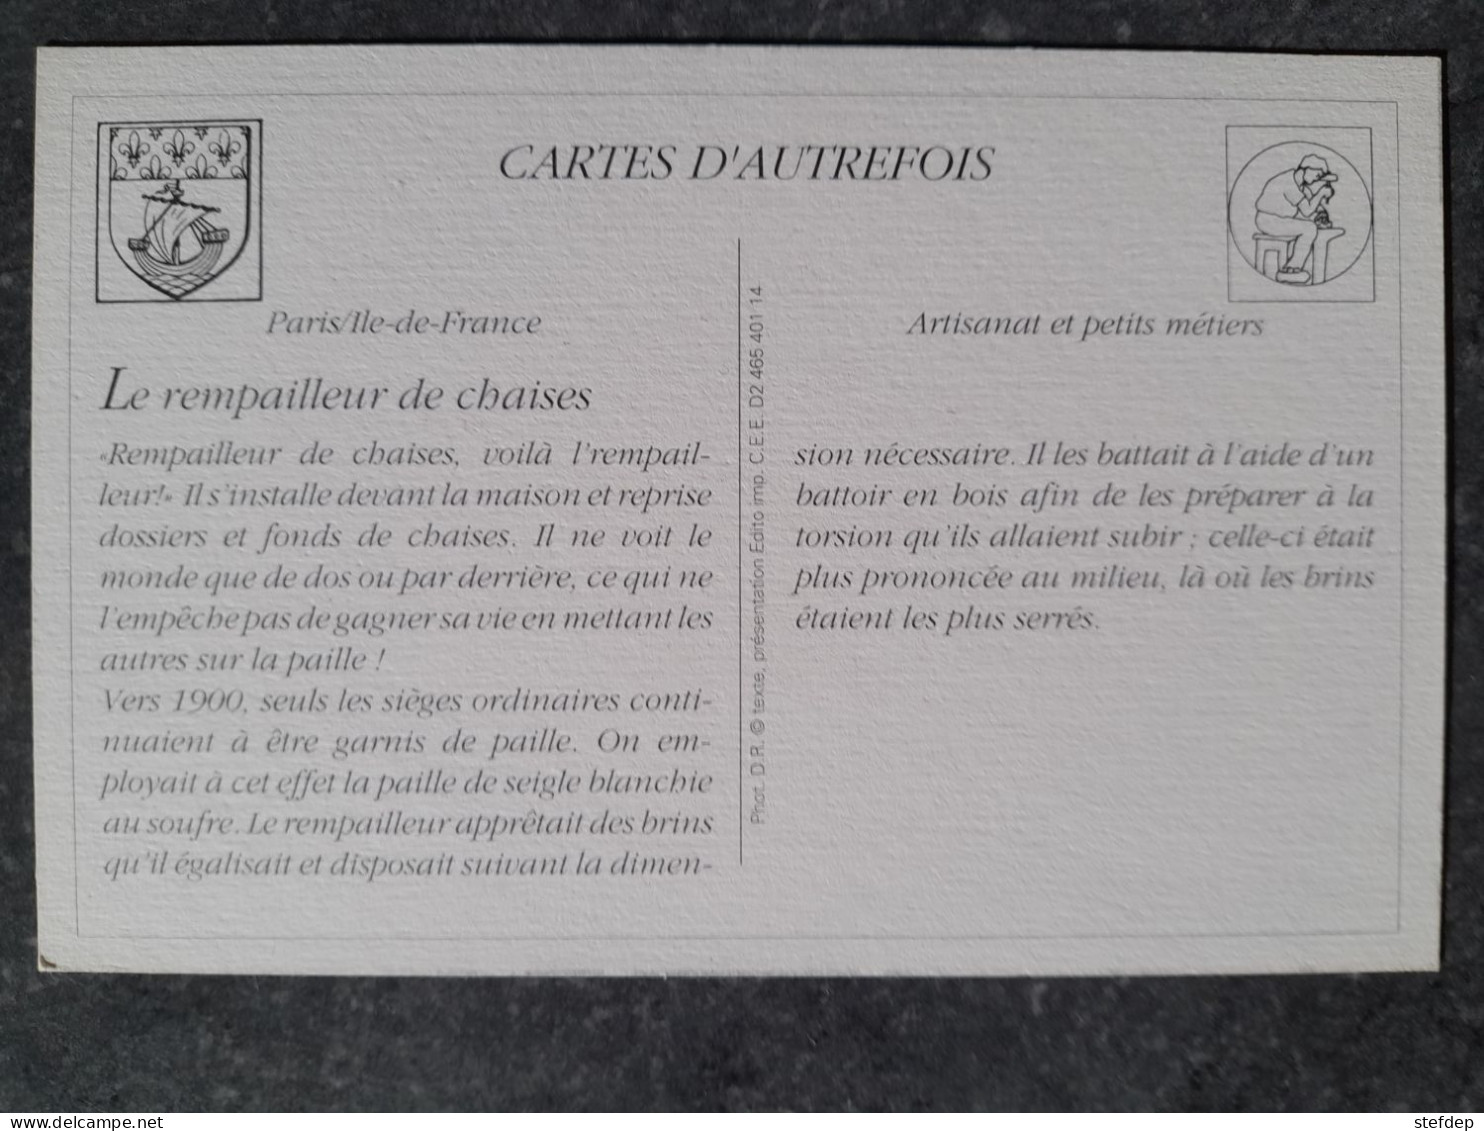 CARTES D'AUTREFOIS
Paris/Ile-de-France
Artisanat et petits métiers
Le rempailleur de chaises
«Rempailleur de chaises, voilà l'rempail-
leur!» Il s'installe devant la maison et reprise
dossiers et fonds de chaises. Il ne voit le
monde que de dos ou par derrière, ce qui ne
l'empêche pas de gagner sa vie en mettant les
autres sur la paille !
Vers 1900, seuls les sièges ordinaires conti-
nuaient à être garnis de paille. On em-
ployait à cet effet la paille de seigle blanchie
au soufre. Le rempailleur apprêtait des brins
qu'il égalisait et disposait suivant la dimen-
Phot. D.R. © texte, présentation Edito imp. C.E.E. D2 465 401 14
sion nécessaire. Il les battait à l'aide d'un
battoir en bois afin de les préparer à la
torsion qu'ils allaient subir ; celle-ci était
plus prononcée au milieu, là où les brins
étaient les plus serrés.
delcampe.net
stefdep